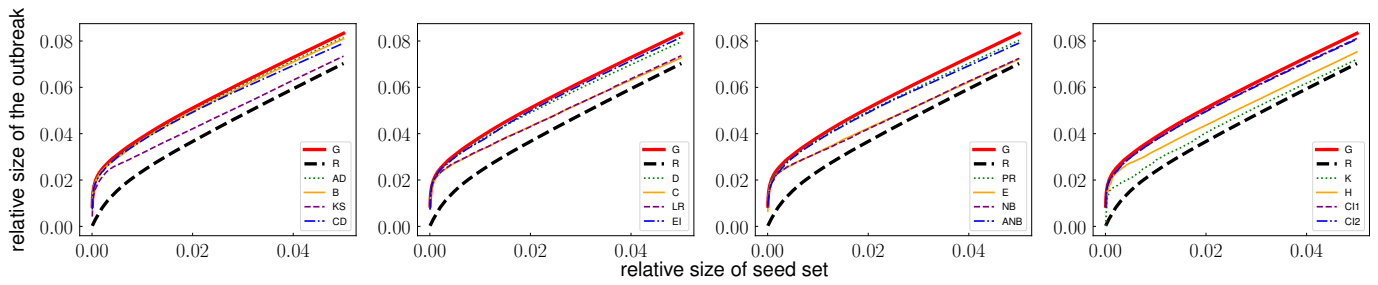 relative size of the outbreak
0.08
0.06
0.04
0.02
0.00
0.00 0.02 0.04
G
R
AD
B
KS
CD
0.08
0.06
0.04
0.02
0.00
0.00 0.02 0.04
G
R
D
C
LR
EI
0.08
0.06
0.04
0.02
0.00
0.00 0.02 0.04
G
R
PR
E
NB
ANB
0.08
0.06
0.04
0.02
0.00
0.00 0.02 0.04
G
R
K
H
CI1
CI2
relative size of seed set